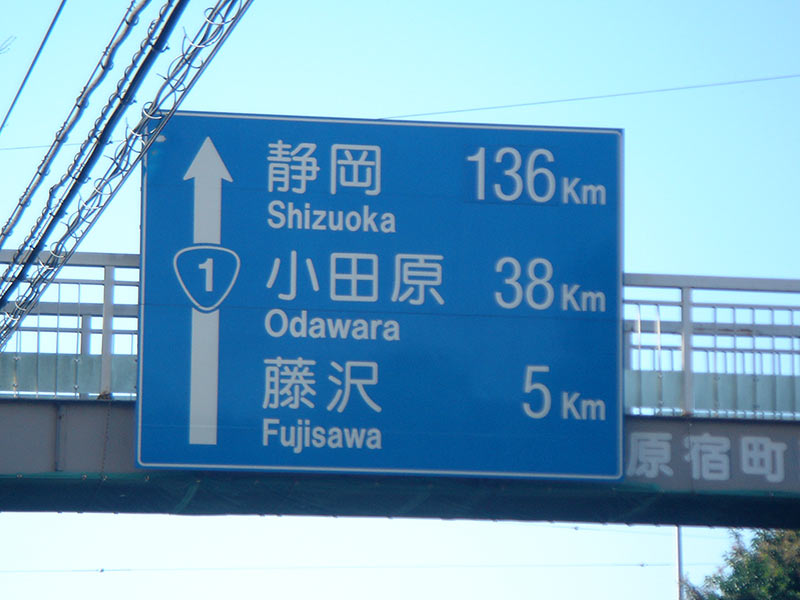 静岡 136 Km
Shizuoka
1
小田原 38 Km
Odawara
藤沢 5 Km
Fujisawa
原宿町